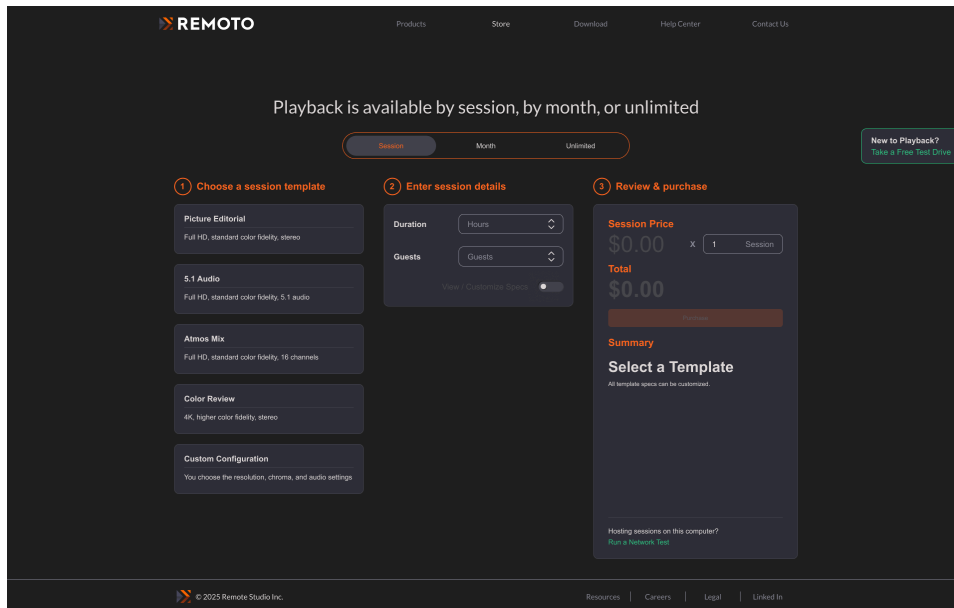 REMOTO
Products
Store
Download
Help Center
Contact Us
Playback is available by session, by month, or unlimited
Session
Month
Unlimited
New to Playback?
Take a Free Test Drive
1 Choose a session template
Picture Editorial
Full HD, standard color fidelity, stereo
5.1 Audio
Full HD, standard color fidelity, 5.1 audio
Atmos Mix
Full HD, standard color fidelity, 16 channels
Color Review
4K, higher color fidelity, stereo
Custom Configuration
You choose the resolution, chroma, and audio settings
2 Enter session details
Duration
Hours
Guests
Guests
View / Customize Specs
3 Review & purchase
Session Price
$0.00 X 1 Session
Total
$0.00
Purchase
Summary
Select a Template
All template specs can be customized.
Hosting sessions on this computer?
Run a Network Test
© 2025 Remote Studio Inc.
Resources
Careers
Legal
Linked In